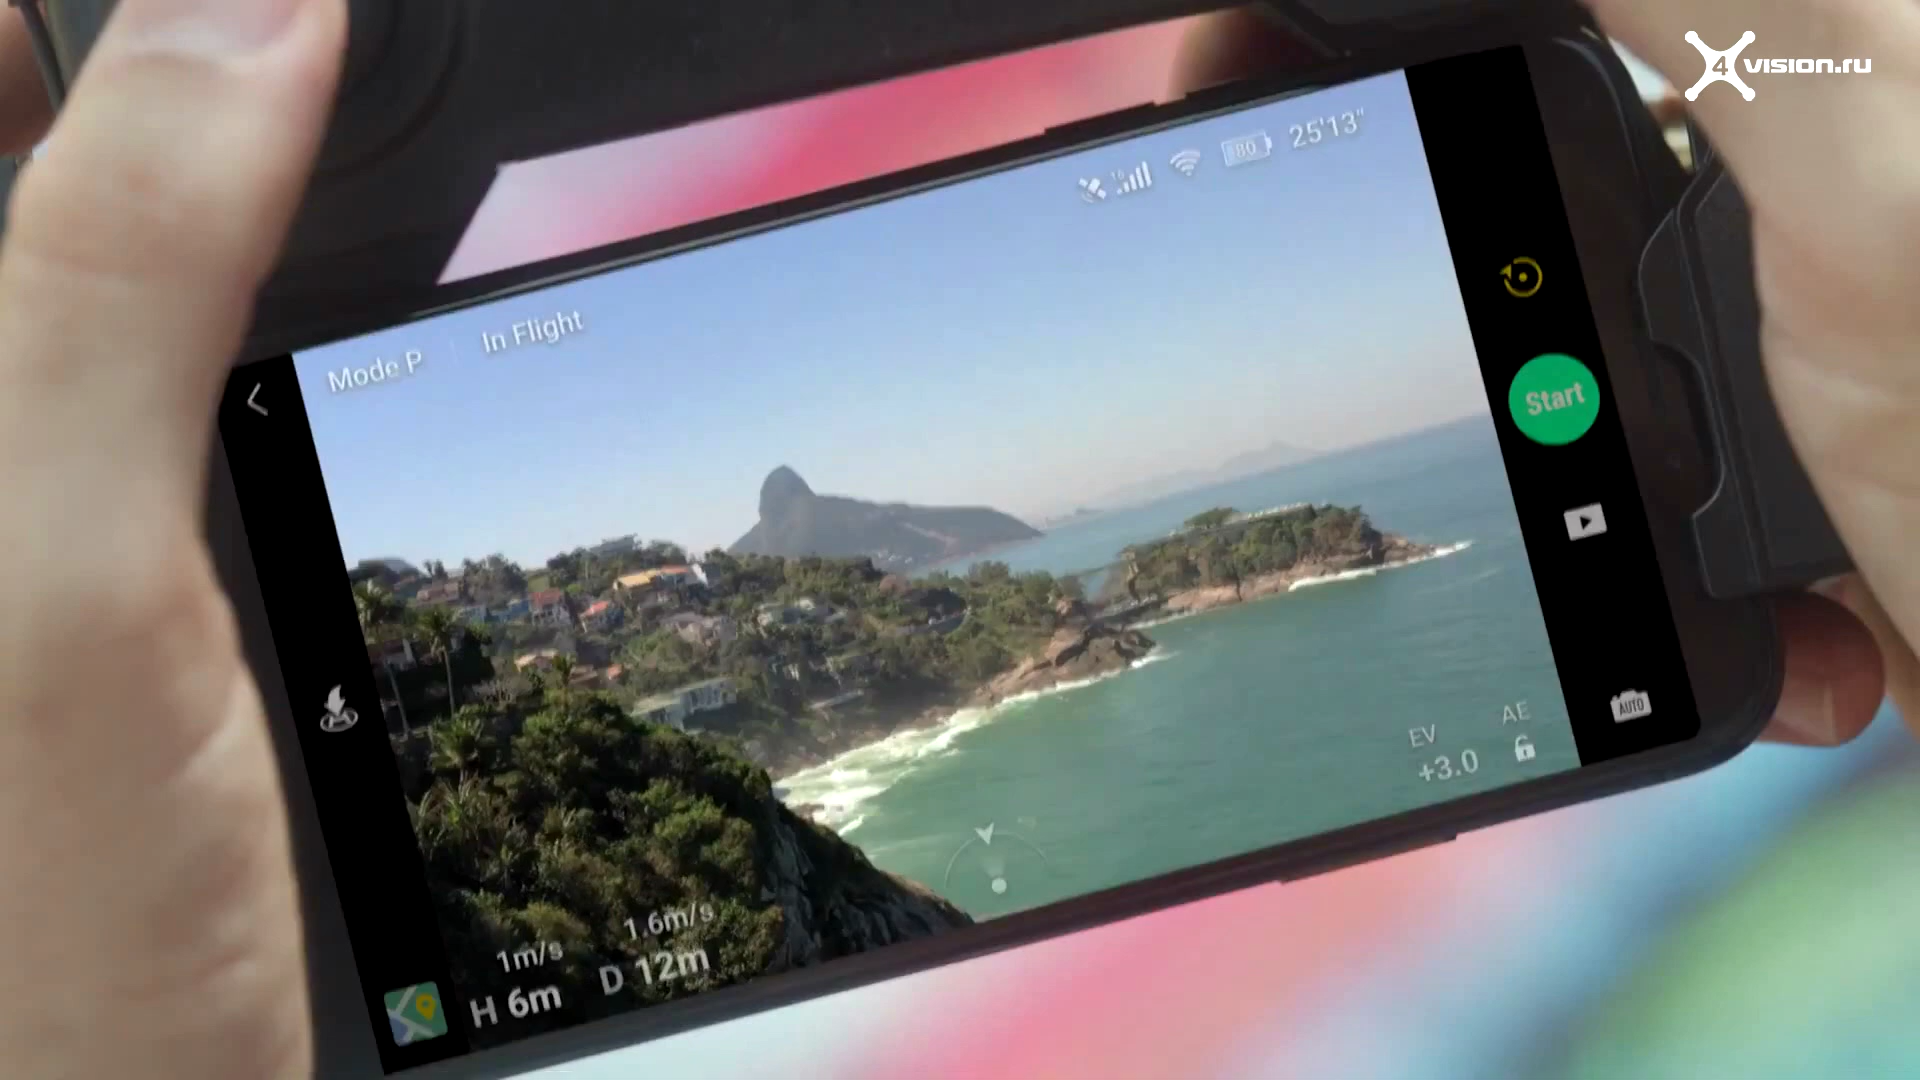 4vision.ru
16
80
25'13"
Mode P
In Flight
Start
AUTO
EV
AE
+3.0
1m/s
1.6m/s
H 6m
D 12m